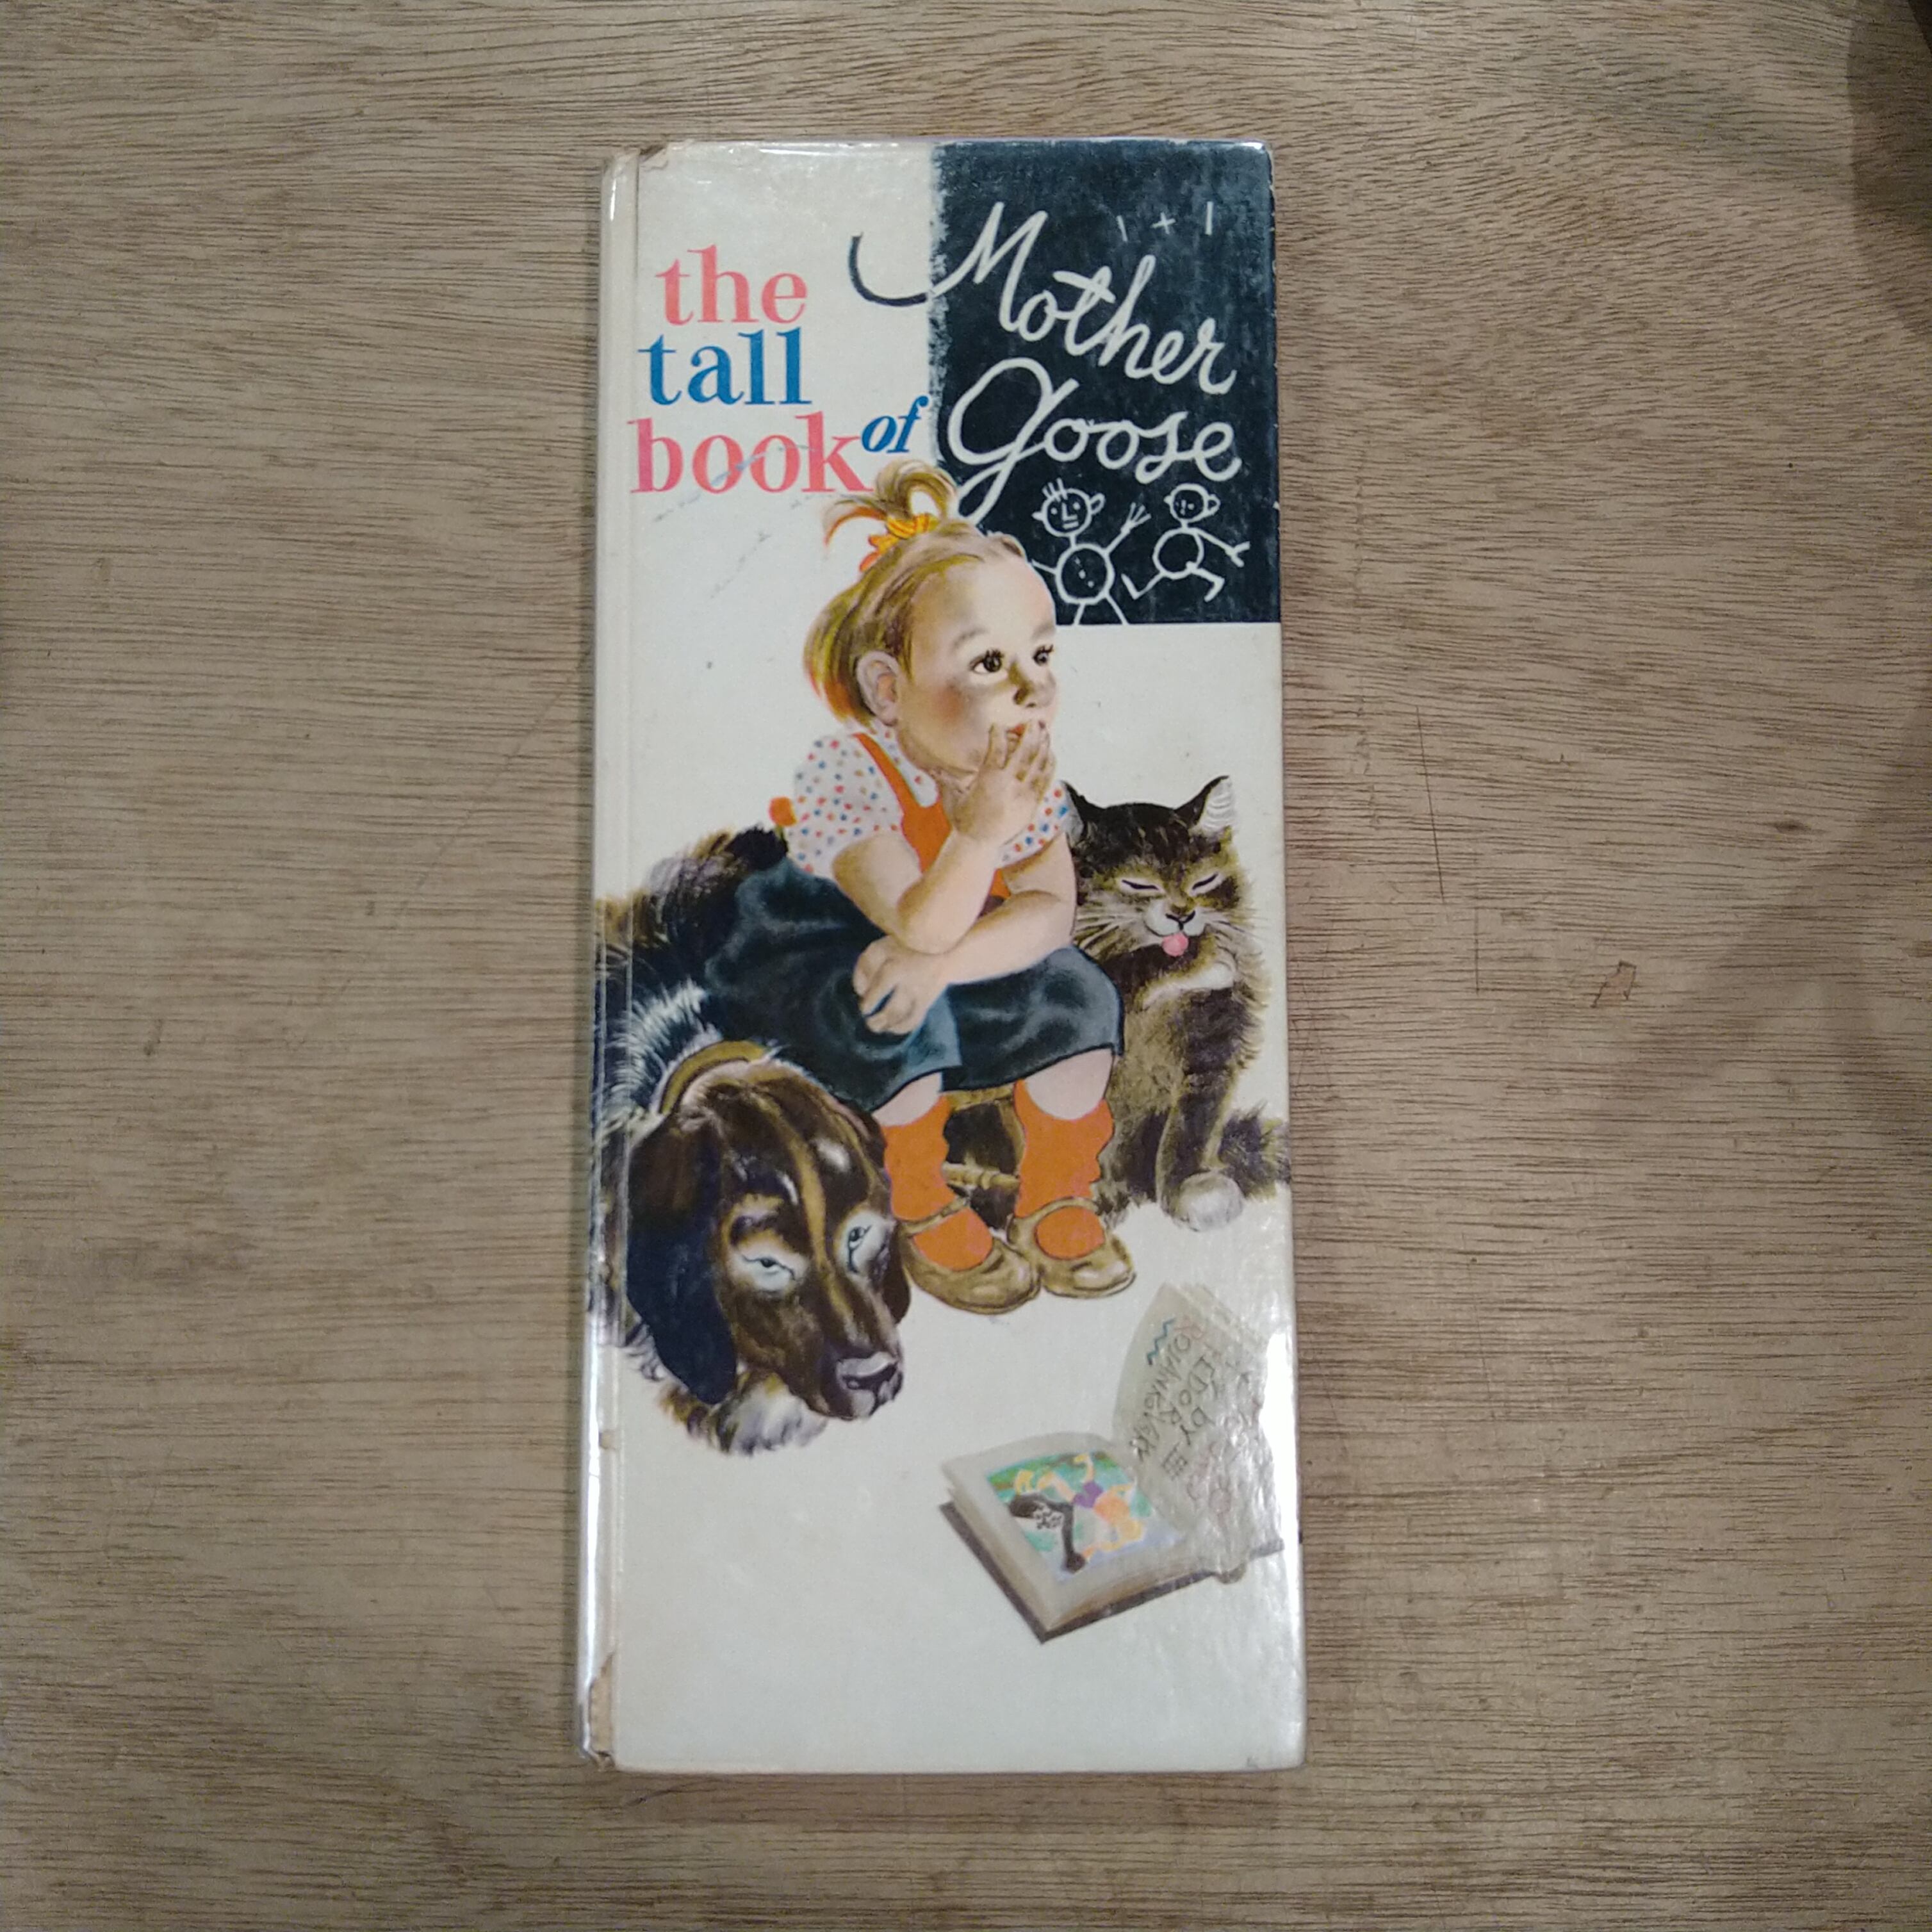 the
tall
book of
Mother
Goose
1 + 1